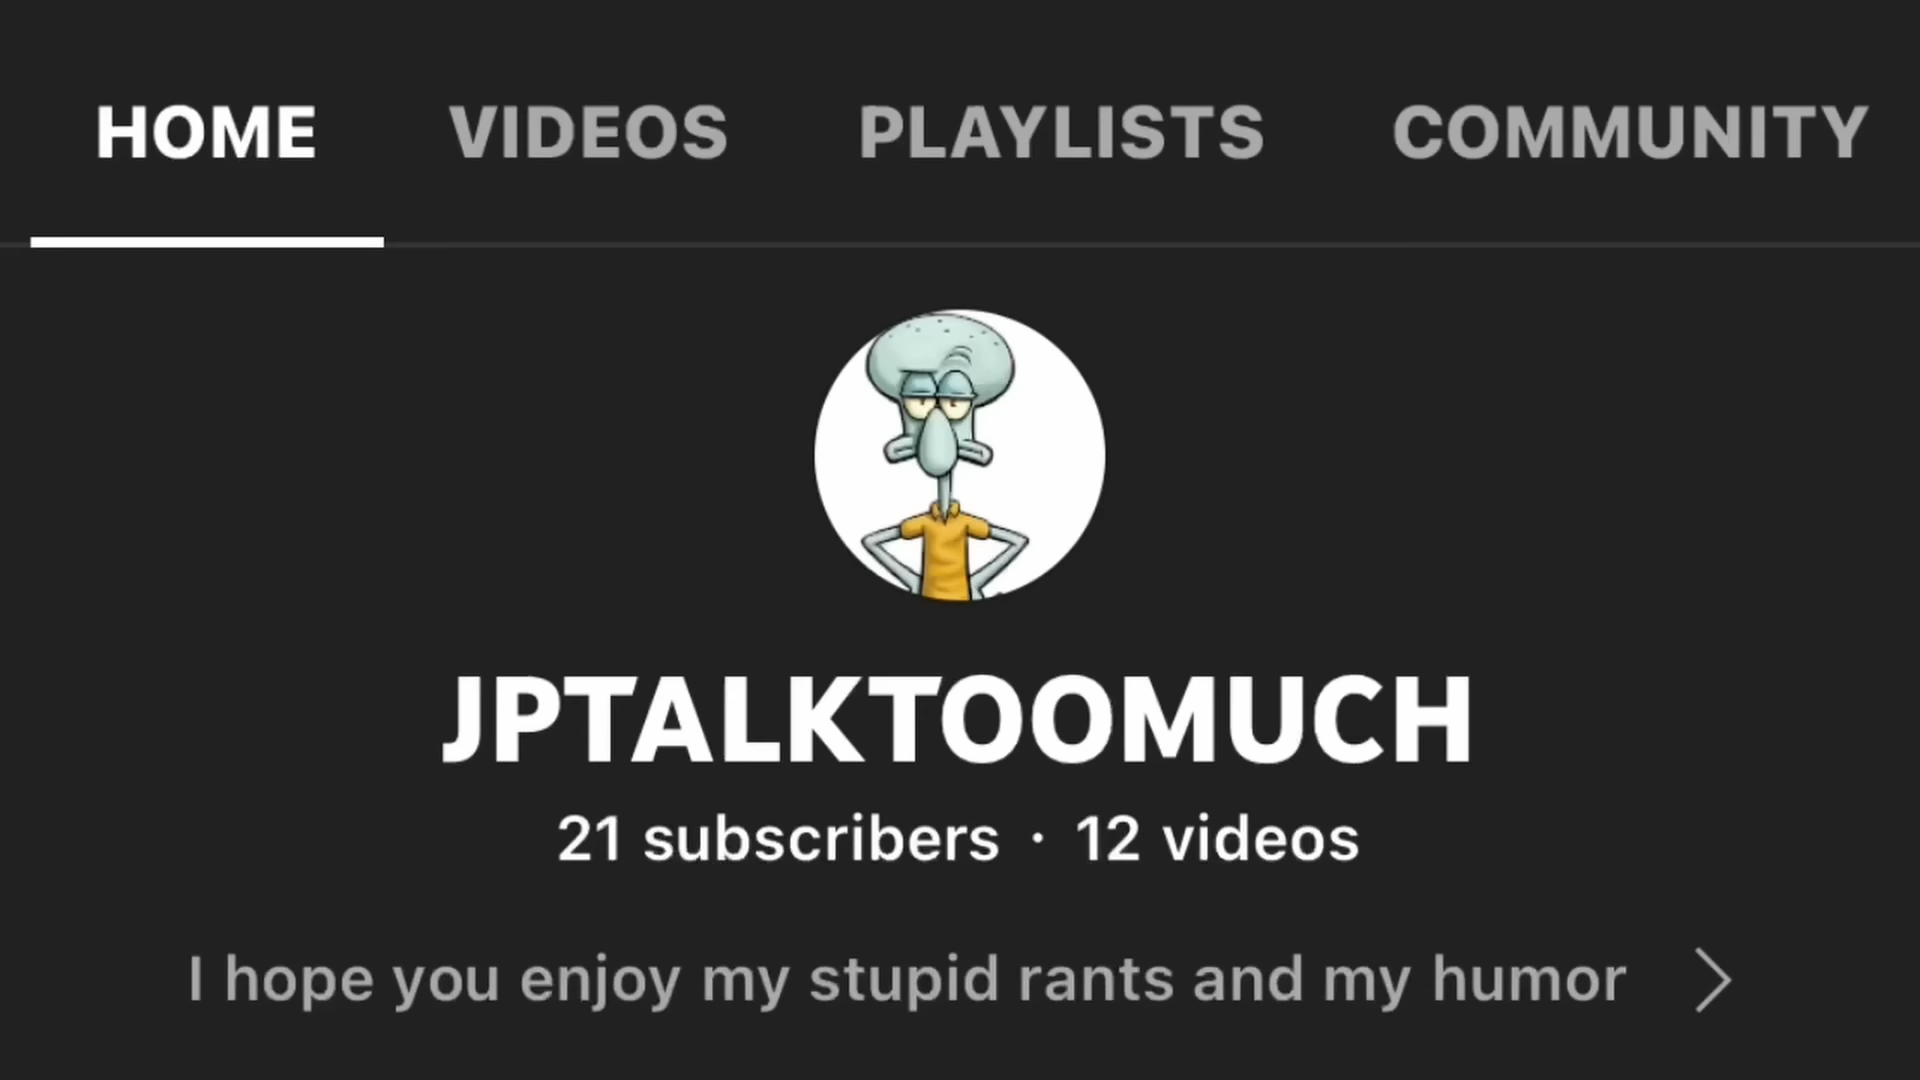 HOME VIDEOS PLAYLISTS COMMUNITY
JPTALKTOOMUCH
21 subscribers · 12 videos
I hope you enjoy my stupid rants and my humor